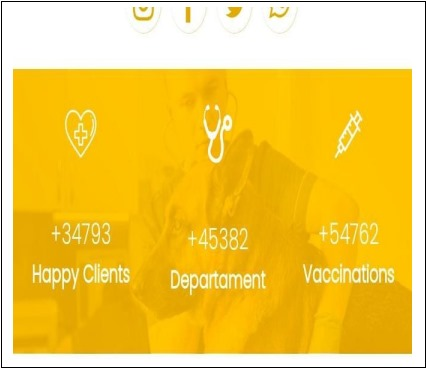 +34793
+45382
+54762
Happy Clients
Departament
Vaccinations